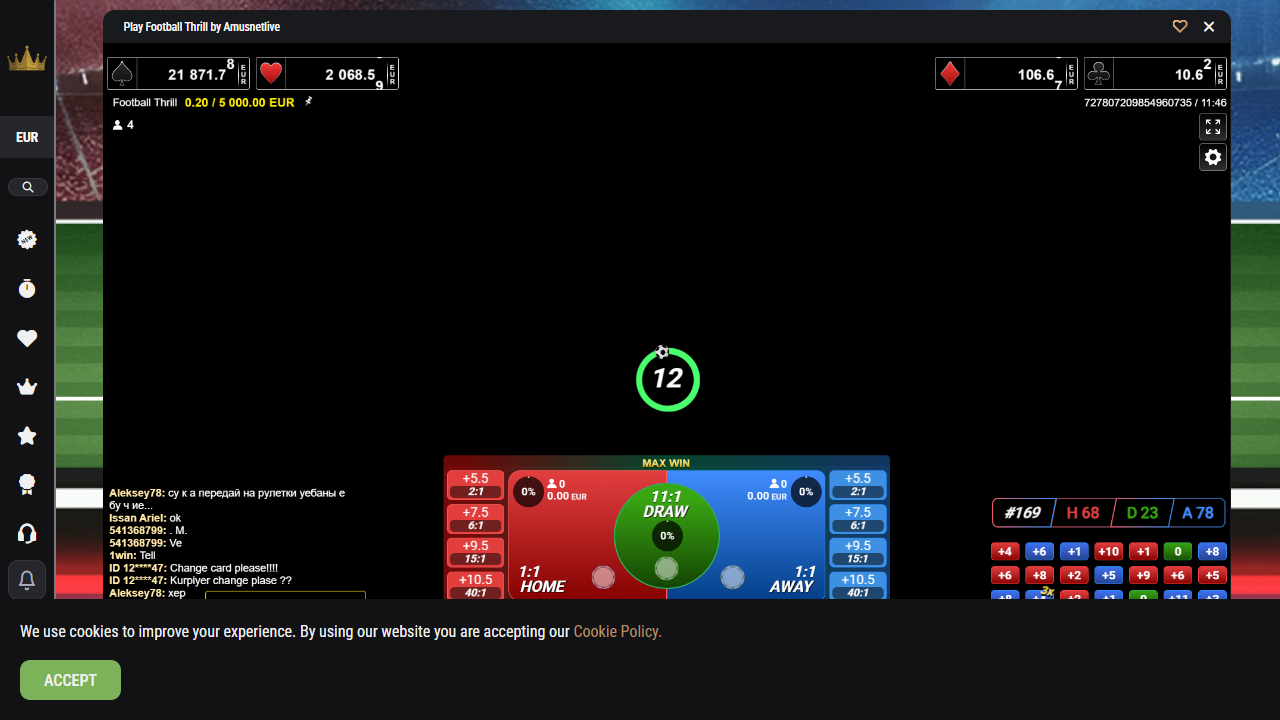 Play Football Thrill by Amusnetlive
21 871.7 8 EUR
2 068.5 9 EUR
106.6 7 EUR
10.6 2 EUR
Football Thrill 0.20 / 5 000.00 EUR
727807209854960735 / 11:46
4
EUR
NEW
12
MAX WIN
+5.5
2:1
+7.5
6:1
+9.5
15:1
+10.5
40:1
0%
0
0.00 EUR
11:1
DRAW
0%
0
0.00 EUR
0%
1:1
HOME
1:1
AWAY
+5.5
2:1
+7.5
6:1
+9.5
15:1
+10.5
40:1
Aleksey78: су к а передай на рулетки уебаны е
бу ч ие...
Issan Ariel: ok
541368799: . M.
541368799: Ve
1win: Tell
ID 12****47: Change card please!!!!
ID 12****47: Kurpiyer change plase ??
Aleksey78: хер
#169 H 68 D 23 A 78
+4 +6 +1 +10 +1 0 +8
+6 +8 +2 +5 +9 +6 +5
3x
We use cookies to improve your experience. By using our website you are accepting our Cookie Policy.
ACCEPT